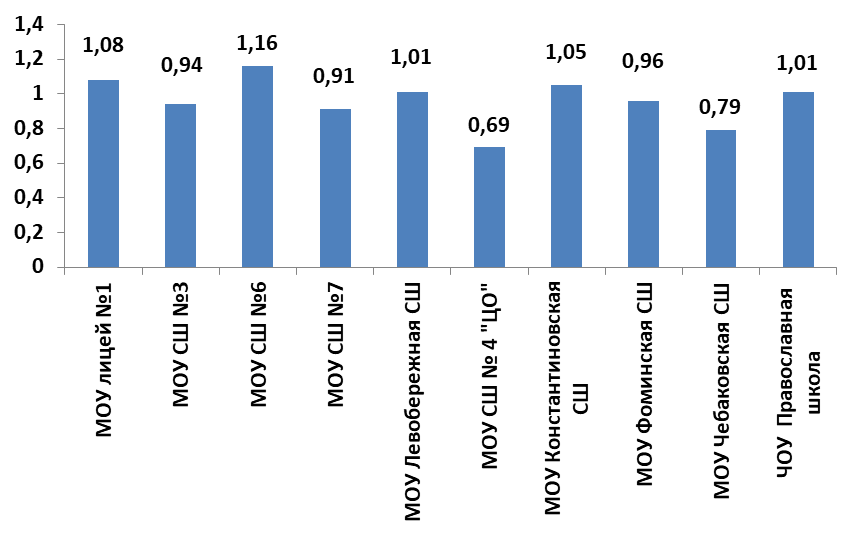 1,4
1,2
1
0,8
0,6
0,4
0,2
0
1,08
0,94
1,16
0,91
1,01
0,69
1,05
0,96
0,79
1,01
МОУ лицей №1
МОУ СШ №3
МОУ СШ №6
МОУ СШ №7
МОУ Левобережная СШ
МОУ СШ № 4 "ЦО"
МОУ Константиновская
СШ
МОУ Фоминская СШ
МОУ Чебаковская СШ
ЧОУ Православная
школа